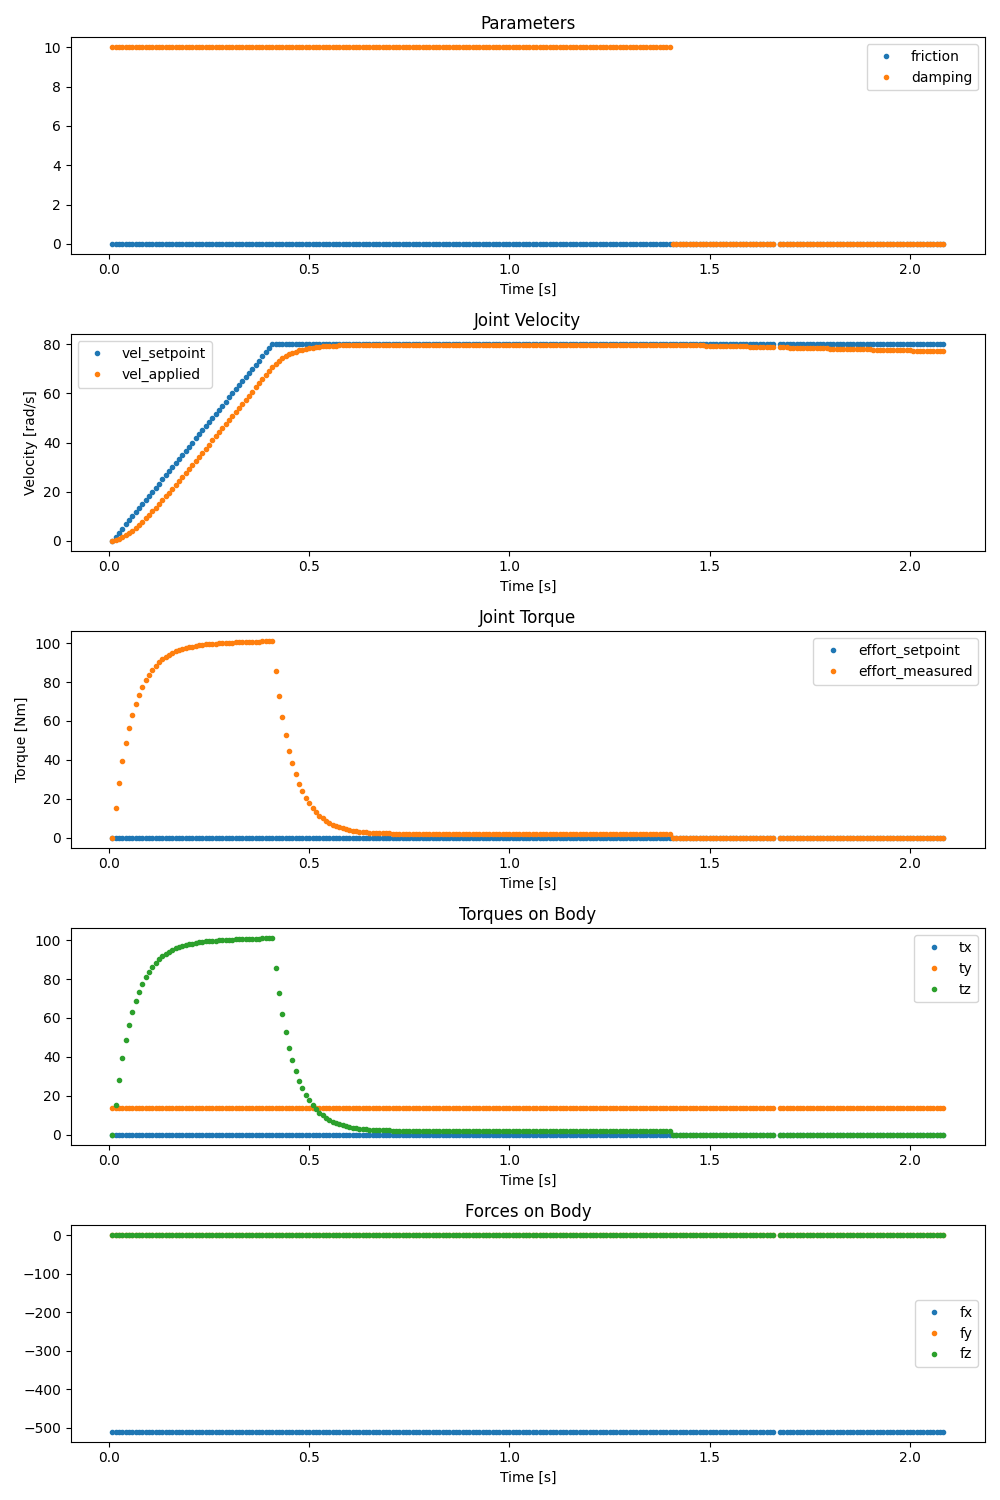 Parameters
10
8
6
4
2
0
friction
damping
0.0 0.5 1.0 1.5 2.0
Time [s]
Joint Velocity
Velocity [rad/s]
80
60
40
20
0
vel_setpoint
vel_applied
0.0 0.5 1.0 1.5 2.0
Time [s]
Joint Torque
Torque [Nm]
100
80
60
40
20
0
effort_setpoint
effort_measured
0.0 0.5 1.0 1.5 2.0
Time [s]
Torques on Body
100
80
60
40
20
0
tx
ty
tz
0.0 0.5 1.0 1.5 2.0
Time [s]
Forces on Body
0
−100
−200
−300
−400
−500
fx
fy
fz
0.0 0.5 1.0 1.5 2.0
Time [s]